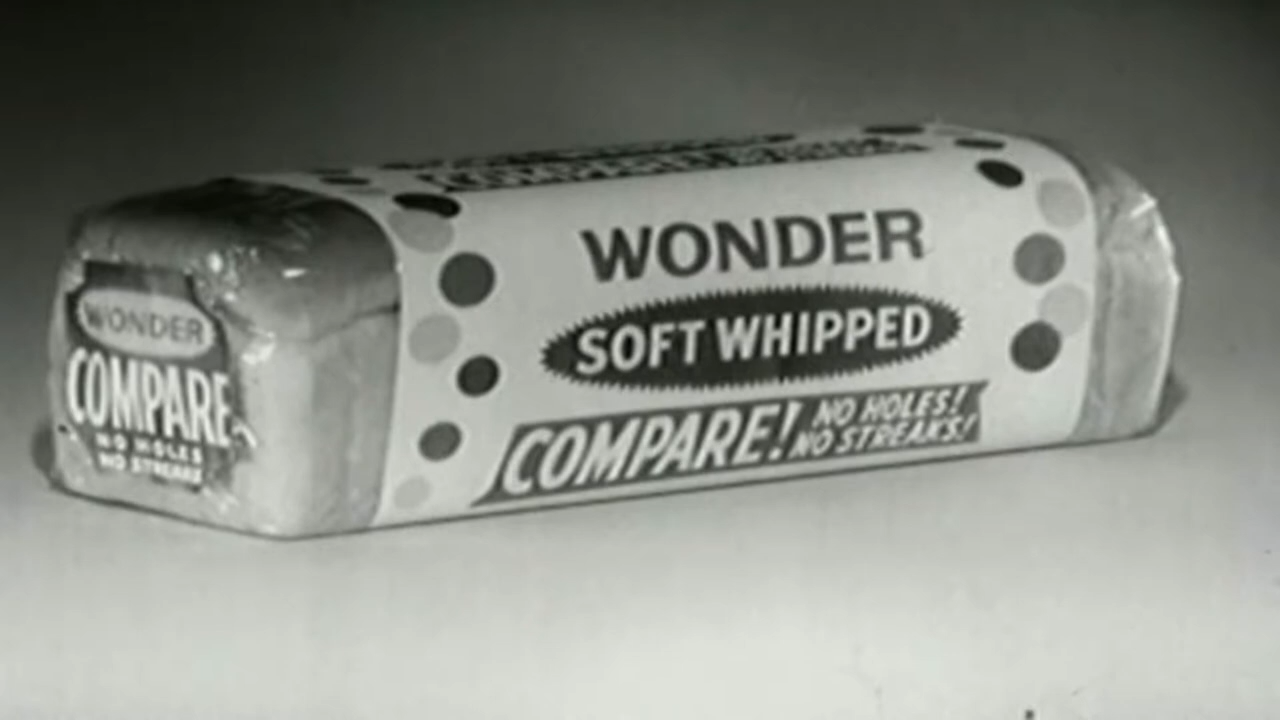 WONDER
COMPARE
NO HOLES
NO STREAKS
WONDER
SOFT WHIPPED
COMPARE! NO HOLES!
NO STREAKS!